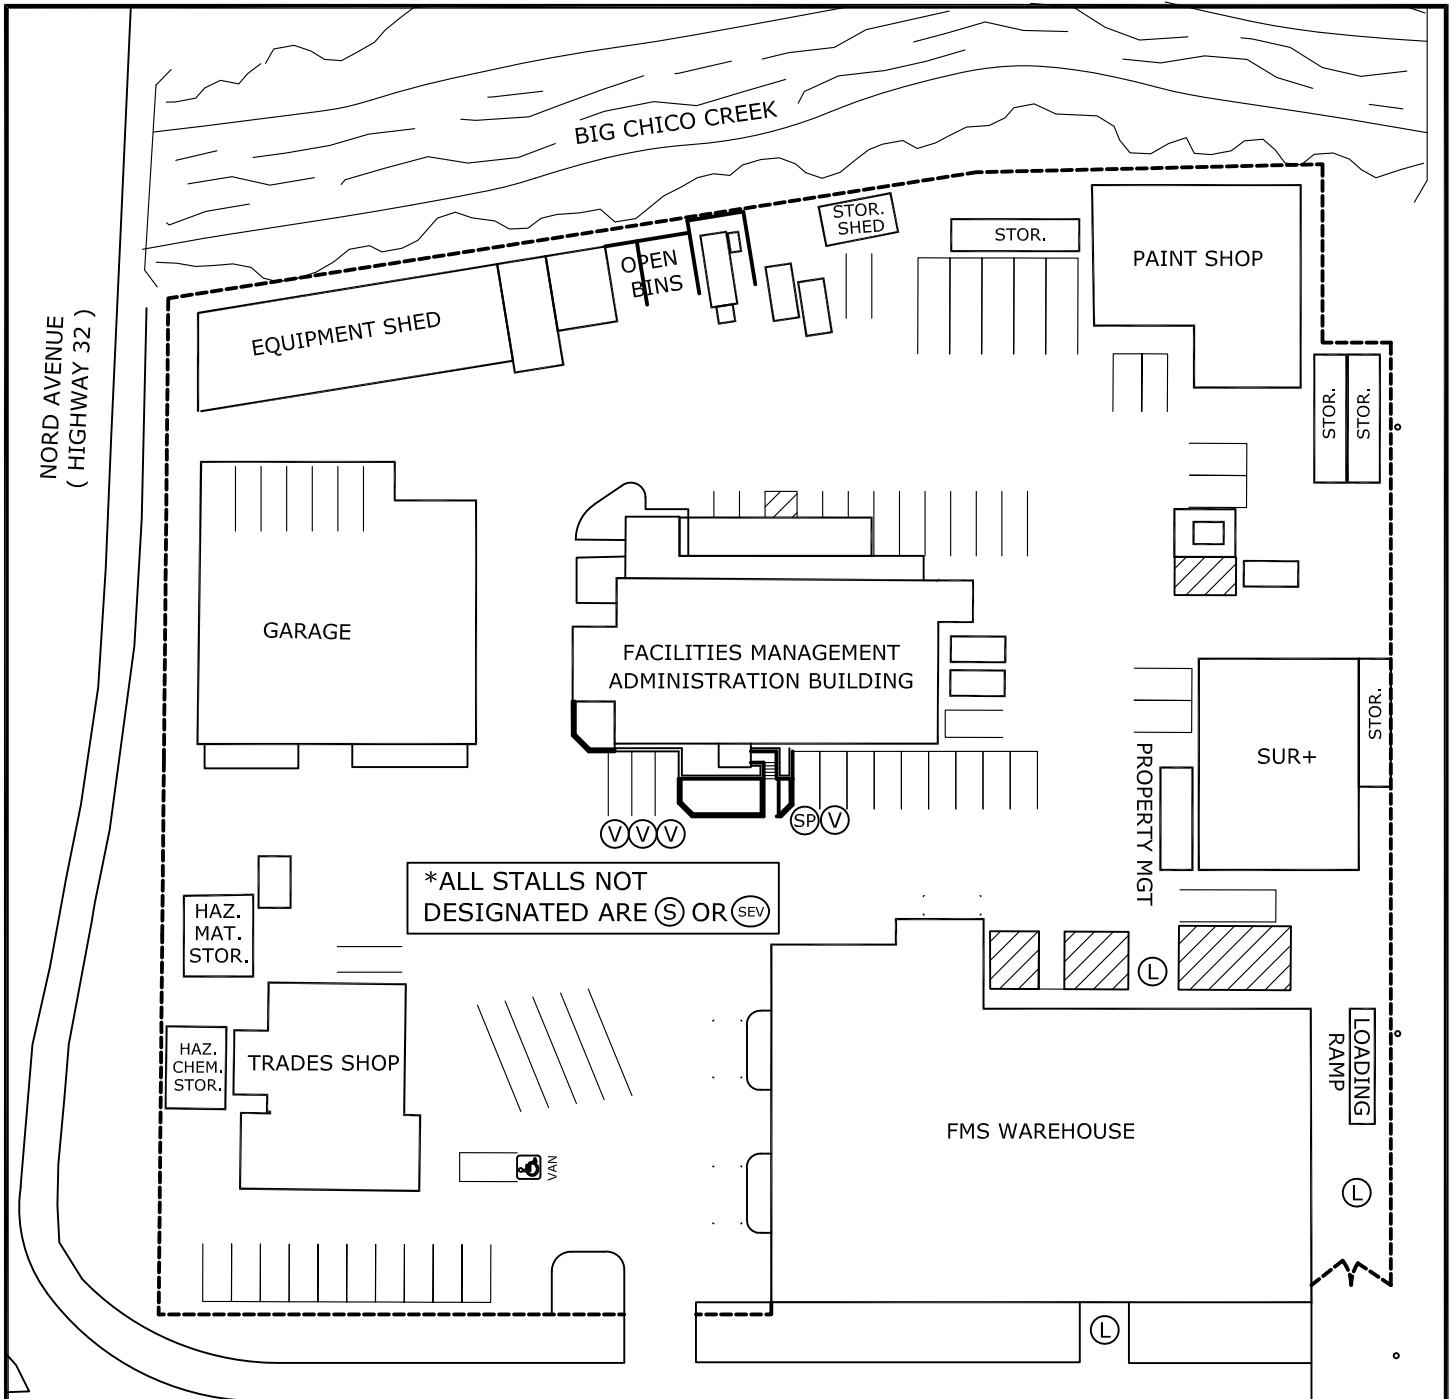 BIG CHICO CREEK
STOR.
SHED
STOR.
PAINT SHOP
OPEN
BINS
EQUIPMENT SHED
NORD AVENUE
( HIGHWAY 32 )
STOR.
STOR.
GARAGE
FACILITIES MANAGEMENT
ADMINISTRATION BUILDING
STOR.
SUR+
PROPERTY MGT
V V V
SP V
*ALL STALLS NOT
DESIGNATED ARE S OR SEV
HAZ.
MAT.
STOR.
L
HAZ.
CHEM.
STOR.
TRADES SHOP
LOADING
RAMP
FMS WAREHOUSE
VAN
L
L